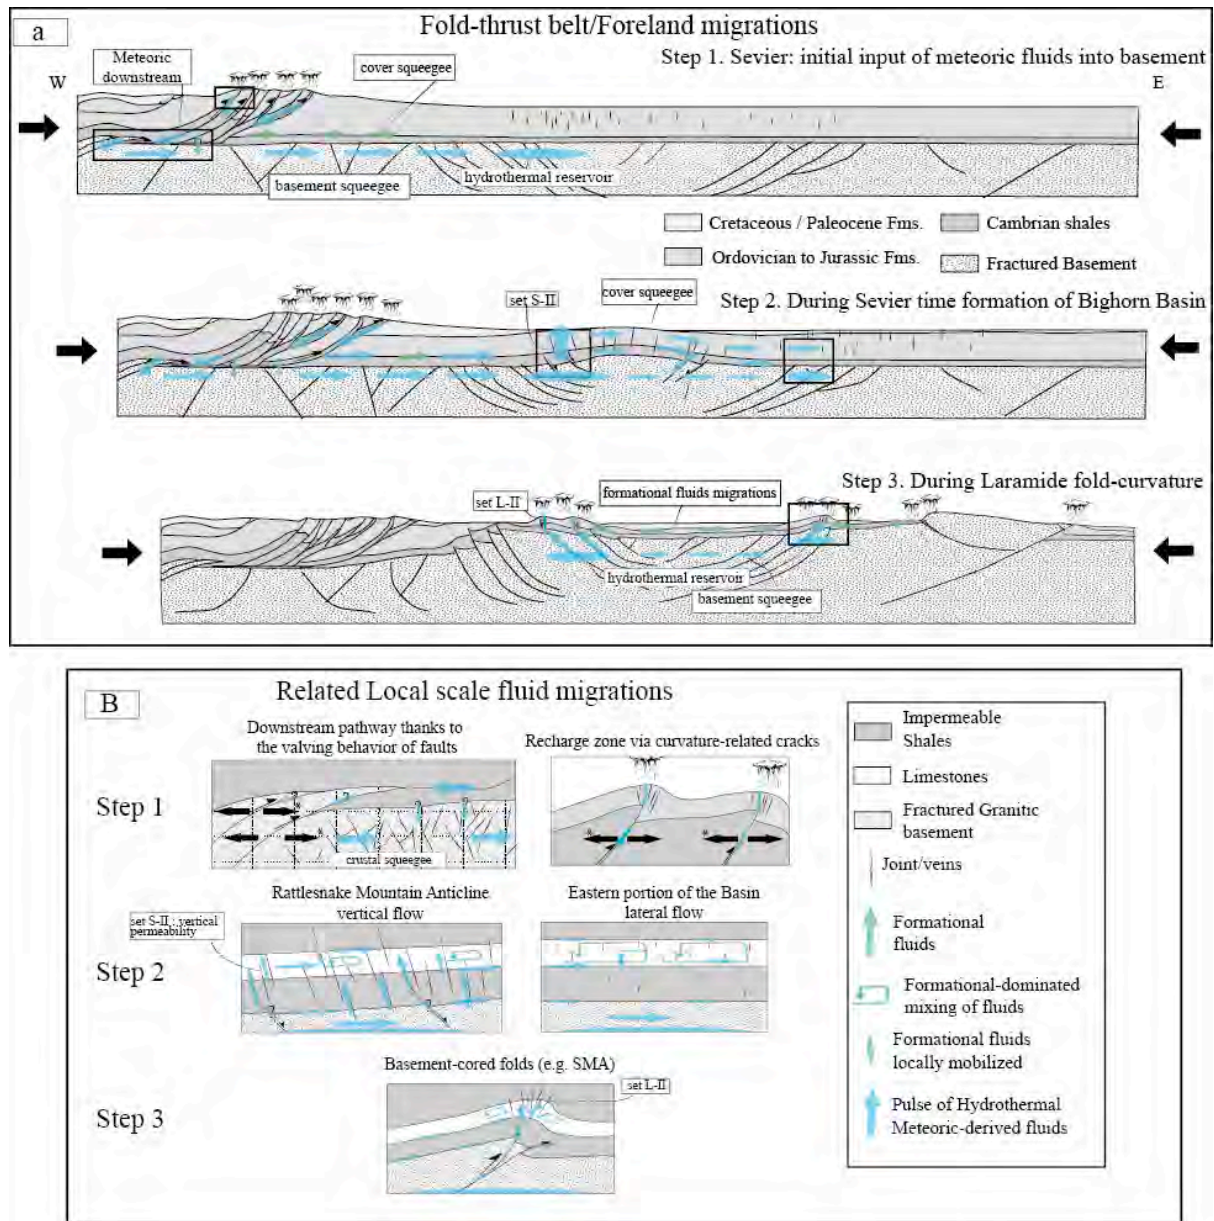 a
Fold-thrust belt/Foreland migrations
Step 1. Sevier: initial input of meteoric fluids into basement
Meteoric
downstream
cover squeegee
W
E
basement squeegee
hydrothermal reservoir
Cretaceous / Paleocene Fms.
Cambrian shales
Ordovician to Jurassic Fms.
Fractured Basement
set S-II
cover squeegee
Step 2. During Sevier time formation of Bighorn Basin
Step 3. During Laramide fold-curvature
set L-II
formational fluids migrations
?
hydrothermal reservoir
basement squeegee
B
Related Local scale fluid migrations
Downstream pathway thanks to
the valving behavior of faults
Recharge zone via curvature-related cracks
Step 1
crustal squeegee
Rattlesnake Mountain Anticline
vertical flow
Eastern portion of the Basin
lateral flow
set S-II : vertical
permeability
Step 2
Basement-cored folds (e.g. SMA)
set L-II
Step 3
Impermeable
Shales
Limestones
Fractured Granitic
basement
Joint/veins
Formational
fluids
Formational-dominated
mixing of fluids
Formational fluids
locally mobilized
Pulse of Hydrothermal
Meteoric-derived fluids